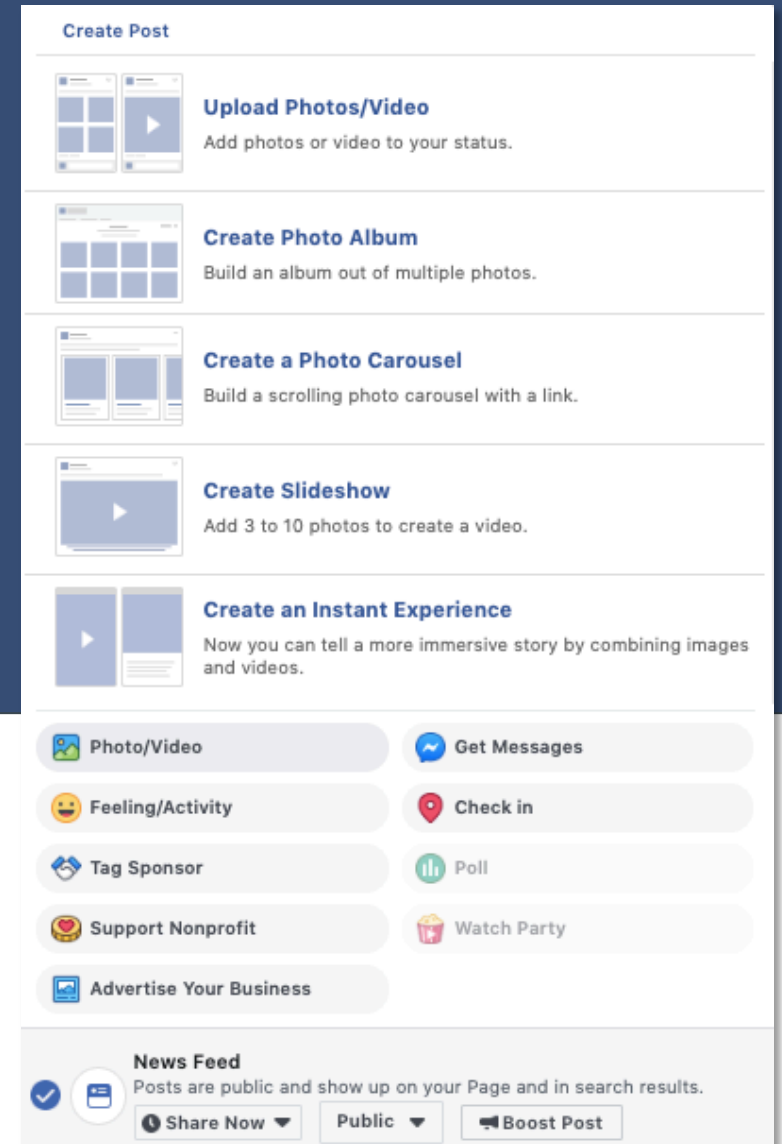 Create Post
Upload Photos/Video
Add photos or video to your status.
Create Photo Album
Build an album out of multiple photos.
Create a Photo Carousel
Build a scrolling photo carousel with a link.
Create Slideshow
Add 3 to 10 photos to create a video.
Create an Instant Experience
Now you can tell a more immersive story by combining images
and videos.
Photo/Video
Get Messages
Feeling/Activity
Check in
Tag Sponsor
Poll
Support Nonprofit
Watch Party
Advertise Your Business
News Feed
Posts are public and show up on your Page and in search results.
Share Now
Public
Boost Post